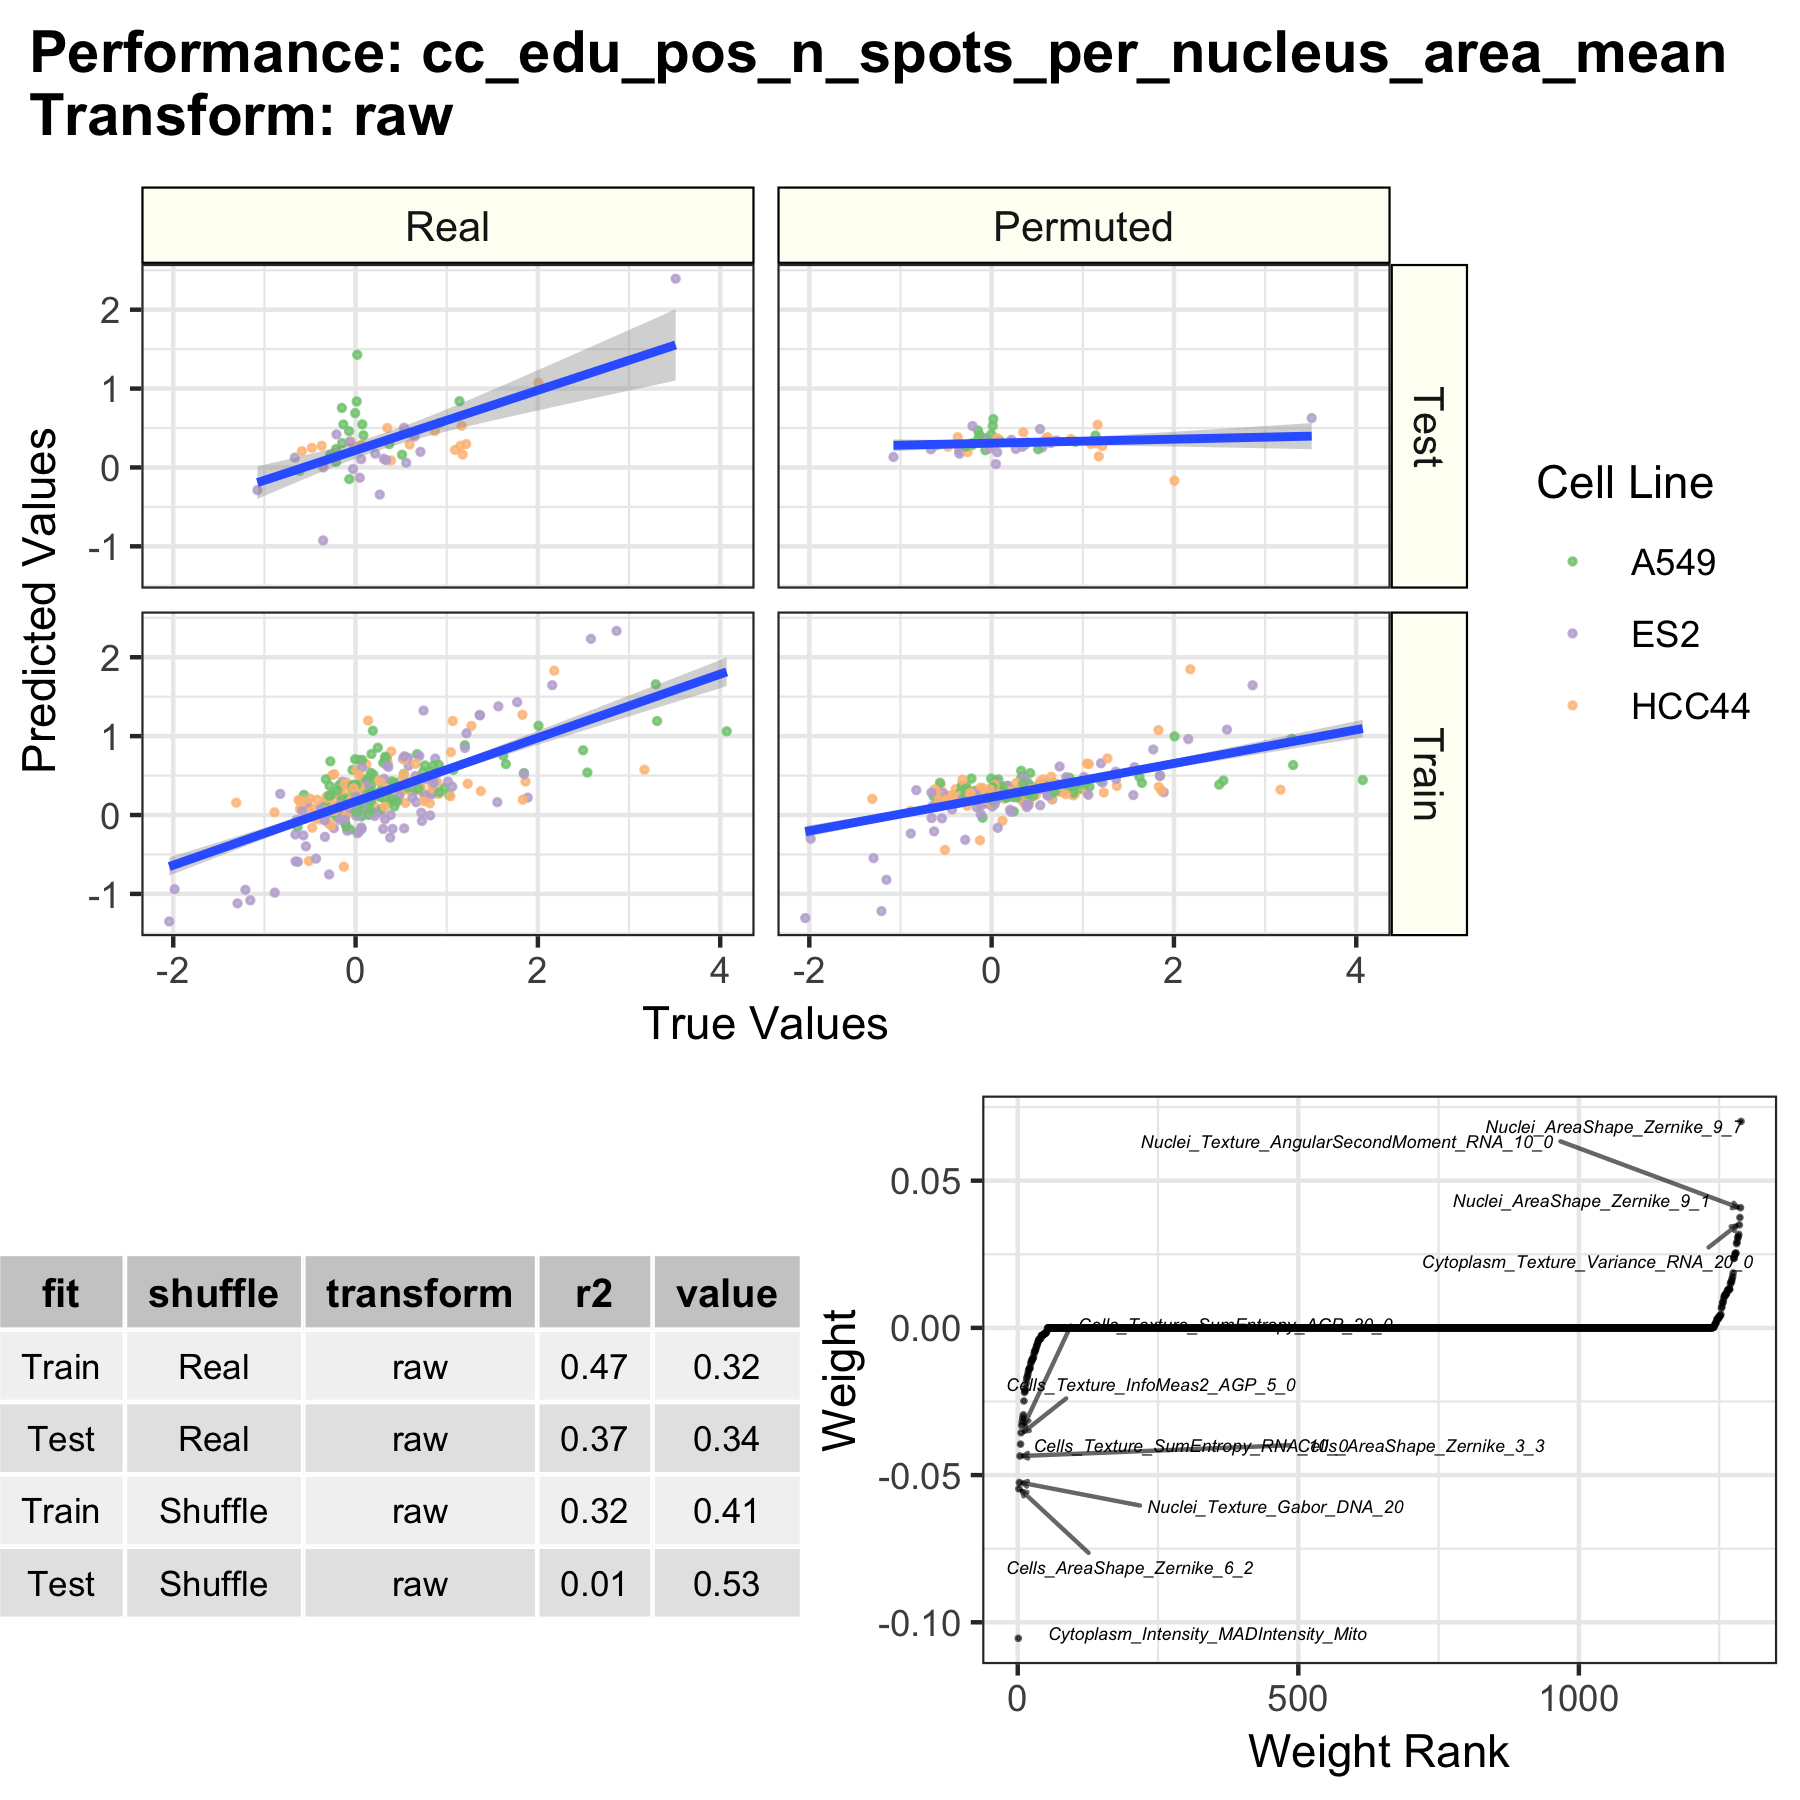 Performance: cc_edu_pos_n_spots_per_nucleus_area_mean
Transform: raw
Real
Permuted
2
1
0
-1
Test
2
1
0
-1
Train
Predicted Values
-2
0
2
4
-2
0
2
4
True Values
Cell Line
A549
ES2
HCC44
fit shuffle transform r2 value
Train Real raw 0.47 0.32
Test Real raw 0.37 0.34
Train Shuffle raw 0.32 0.41
Test Shuffle raw 0.01 0.53
Weight
0.05
0.00
-0.05
-0.10
Nuclei_AreaShape_Zernike_9_7
Nuclei_Texture_AngularSecondMoment_RNA_10_0
Nuclei_AreaShape_Zernike_9_1
Cytoplasm_Texture_Variance_RNA_20_0
Cells_Texture_SumEntropy_AGP_20_0
Cells_Texture_InfoMeas2_AGP_5_0
Cells_Texture_SumEntropy_RNA_10_0
Cells_AreaShape_Zernike_3_3
Nuclei_Texture_Gabor_DNA_20
Cells_AreaShape_Zernike_6_2
Cytoplasm_Intensity_MADIntensity_Mito
0
500
1000
Weight Rank